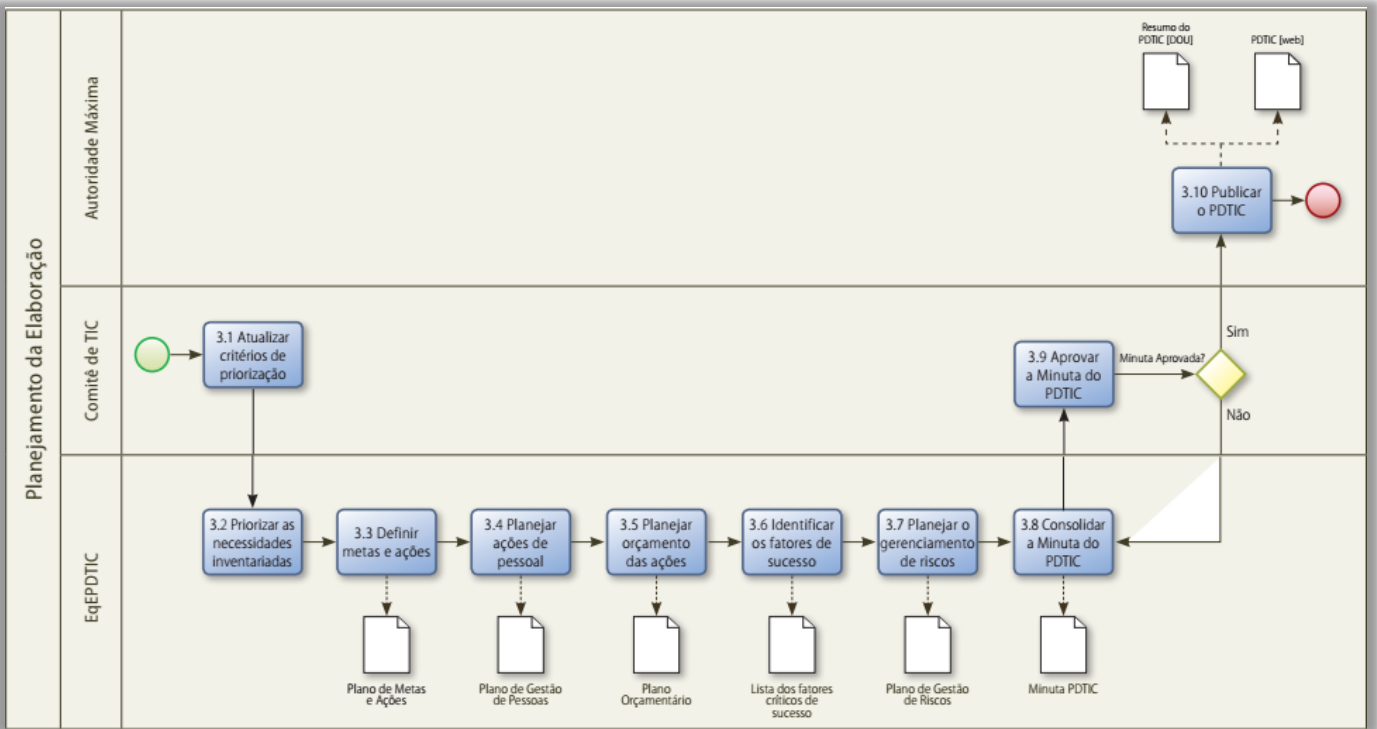 Planejamento da Elaboração
Autoridade Máxima
Resumo do
PDTIC [DOU]
PDTIC [web]
3.10 Publicar
o PDTIC
Comitê de TIC
3.1 Atualizar
critérios de
priorização
3.9 Aprovar
a Minuta do
PDTIC
Minuta Aprovada?
Sim
Não
EqEPDTIC
3.2 Priorizar as
necessidades
inventariadas
3.3 Definir
metas e ações
3.4 Planejar
ações de
pessoal
3.5 Planejar
orçamento
das ações
3.6 Identificar
os fatores de
sucesso
3.7 Planejar o
gerenciamento
de riscos
3.8 Consolidar
a Minuta do
PDTIC
Plano de Metas
e Ações
Plano de Gestão
de Pessoas
Plano
Orçamentário
Lista dos fatores
críticos de
sucesso
Plano de Gestão
de Riscos
Minuta PDTIC